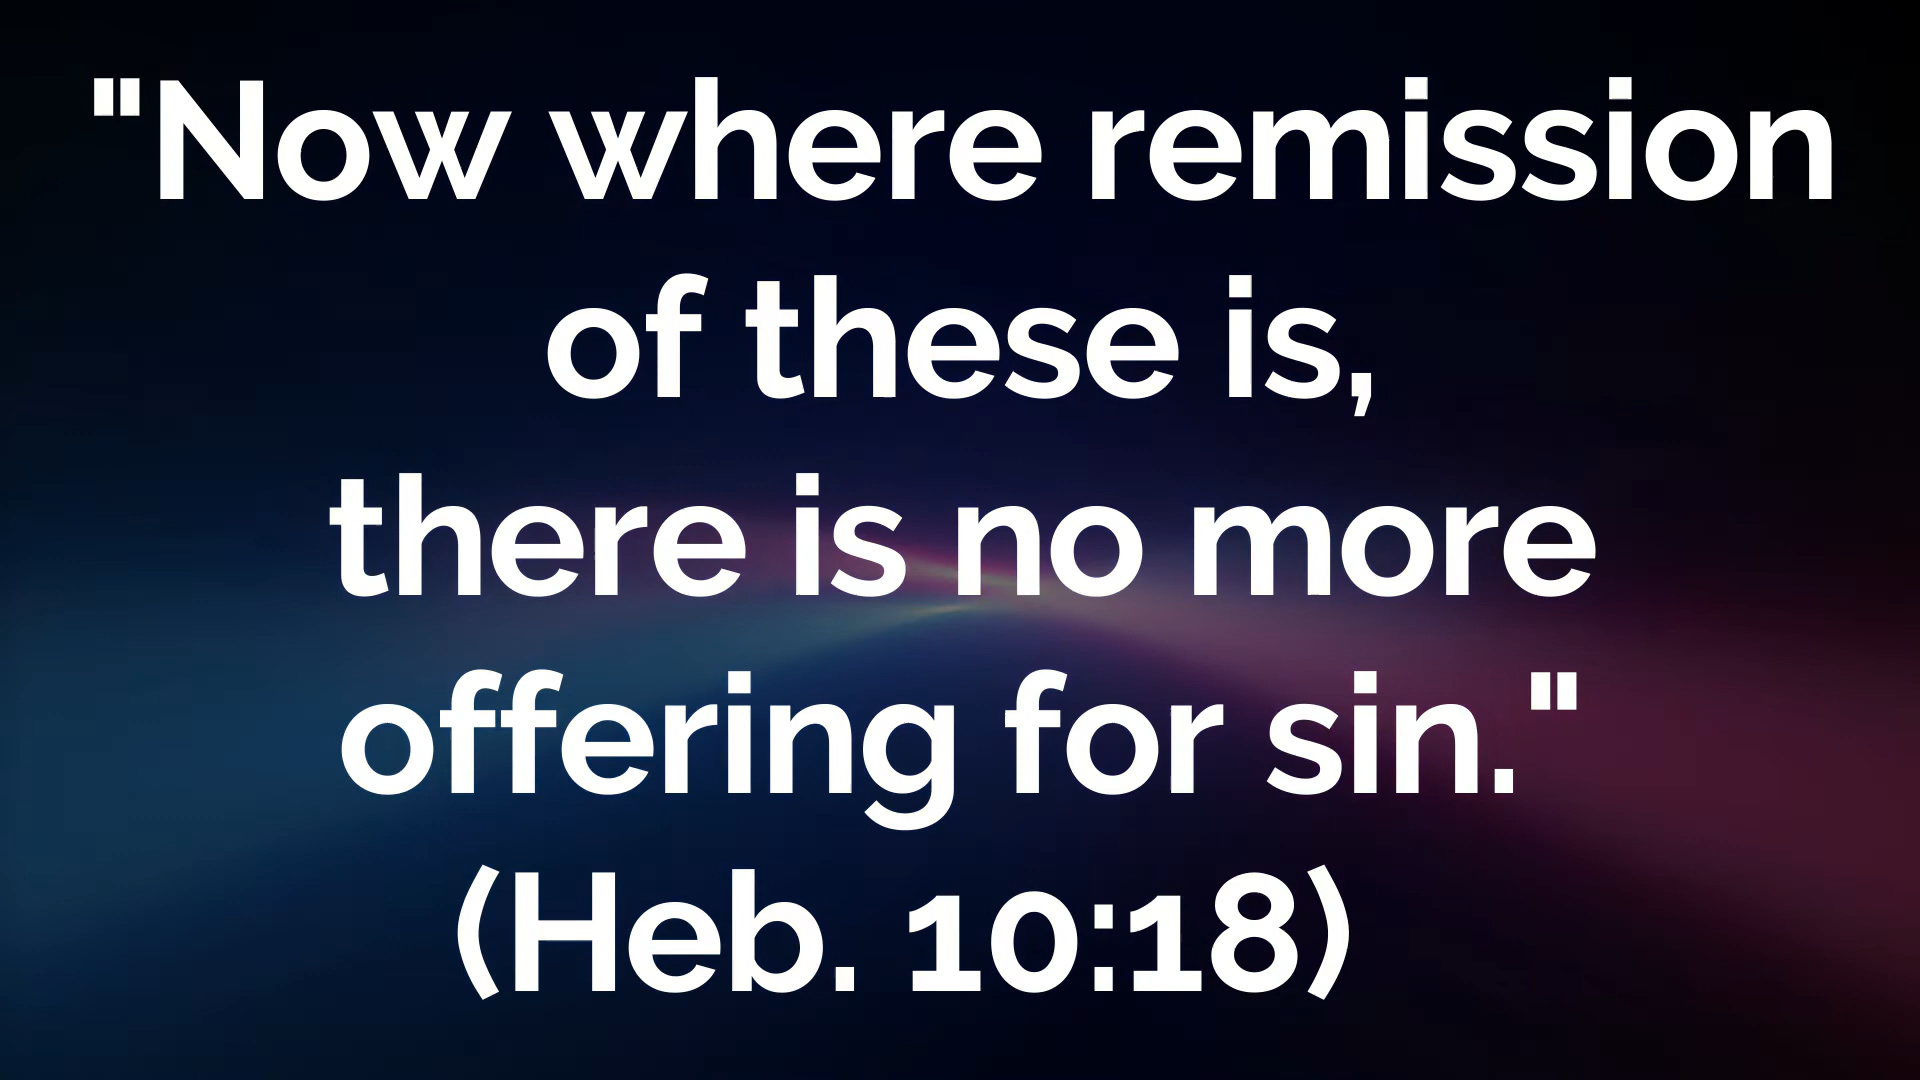 "Now where remission
of these is,
there is no more
offering for sin."
(Heb. 10:18)